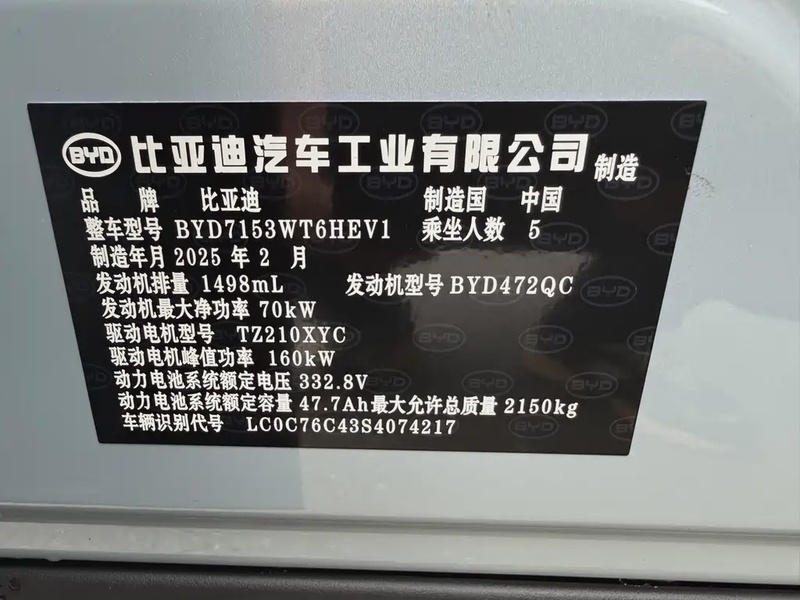 BYD 比亚迪汽车工业有限公司 制造
品 牌 比亚迪 制造国 中国
整车型号 BYD7153WT6HEV1 乘坐人数 5
制造年月 2025 年 2 月
发动机排量 1498mL 发动机型号 BYD472QC
发动机最大净功率 70kW
驱动电机型号 TZ210XYC
驱动电机峰值功率 160kW
动力电池系统额定电压 332.8V
动力电池系统额定容量 47.7Ah 最大允许总质量 2150kg
车辆识别代号 LC0C76C43S4074217